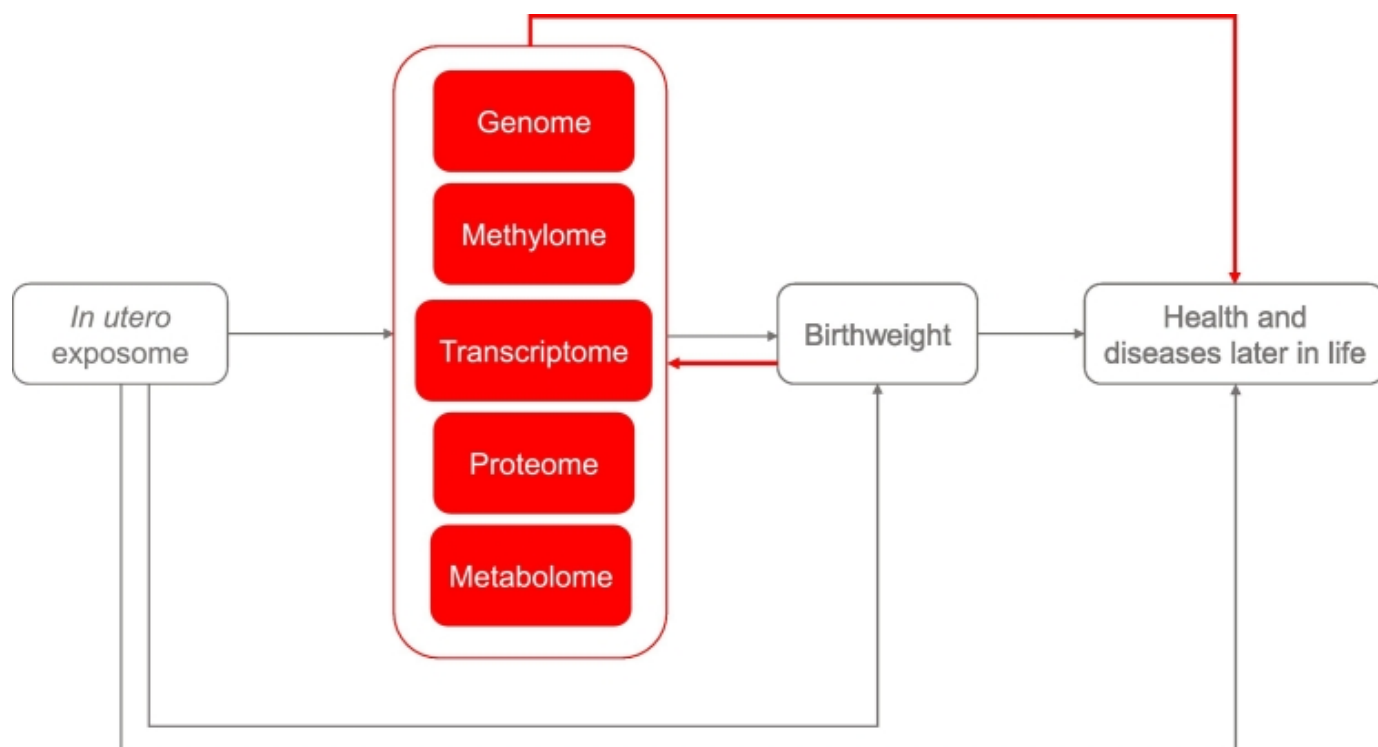 Genome
Methylome
In utero
exposome
Transcriptome
Birthweight
Health and
diseases later in life
Proteome
Metabolome